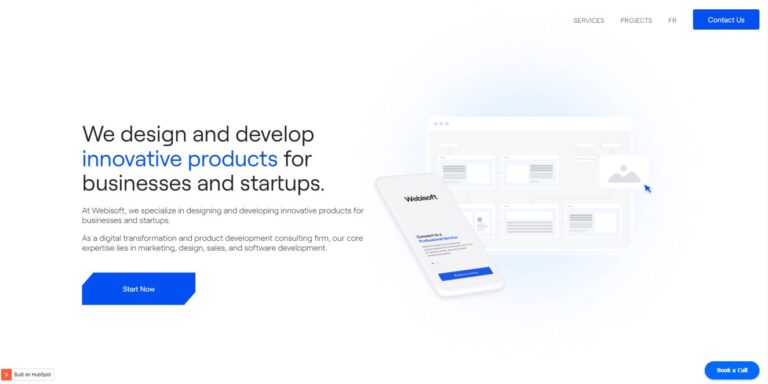 SERVICES
PROJECTS
FR
Contact Us
We design and develop
innovative products for
businesses and startups.
At Webisoft, we specialize in designing and developing innovative products for
businesses and startups.
As a digital transformation and product development consulting firm, our core
expertise lies in marketing, design, sales, and software development.
Start Now
Webisoft
Connect to a
Professional Service
Built on HubSpot
Book a Call